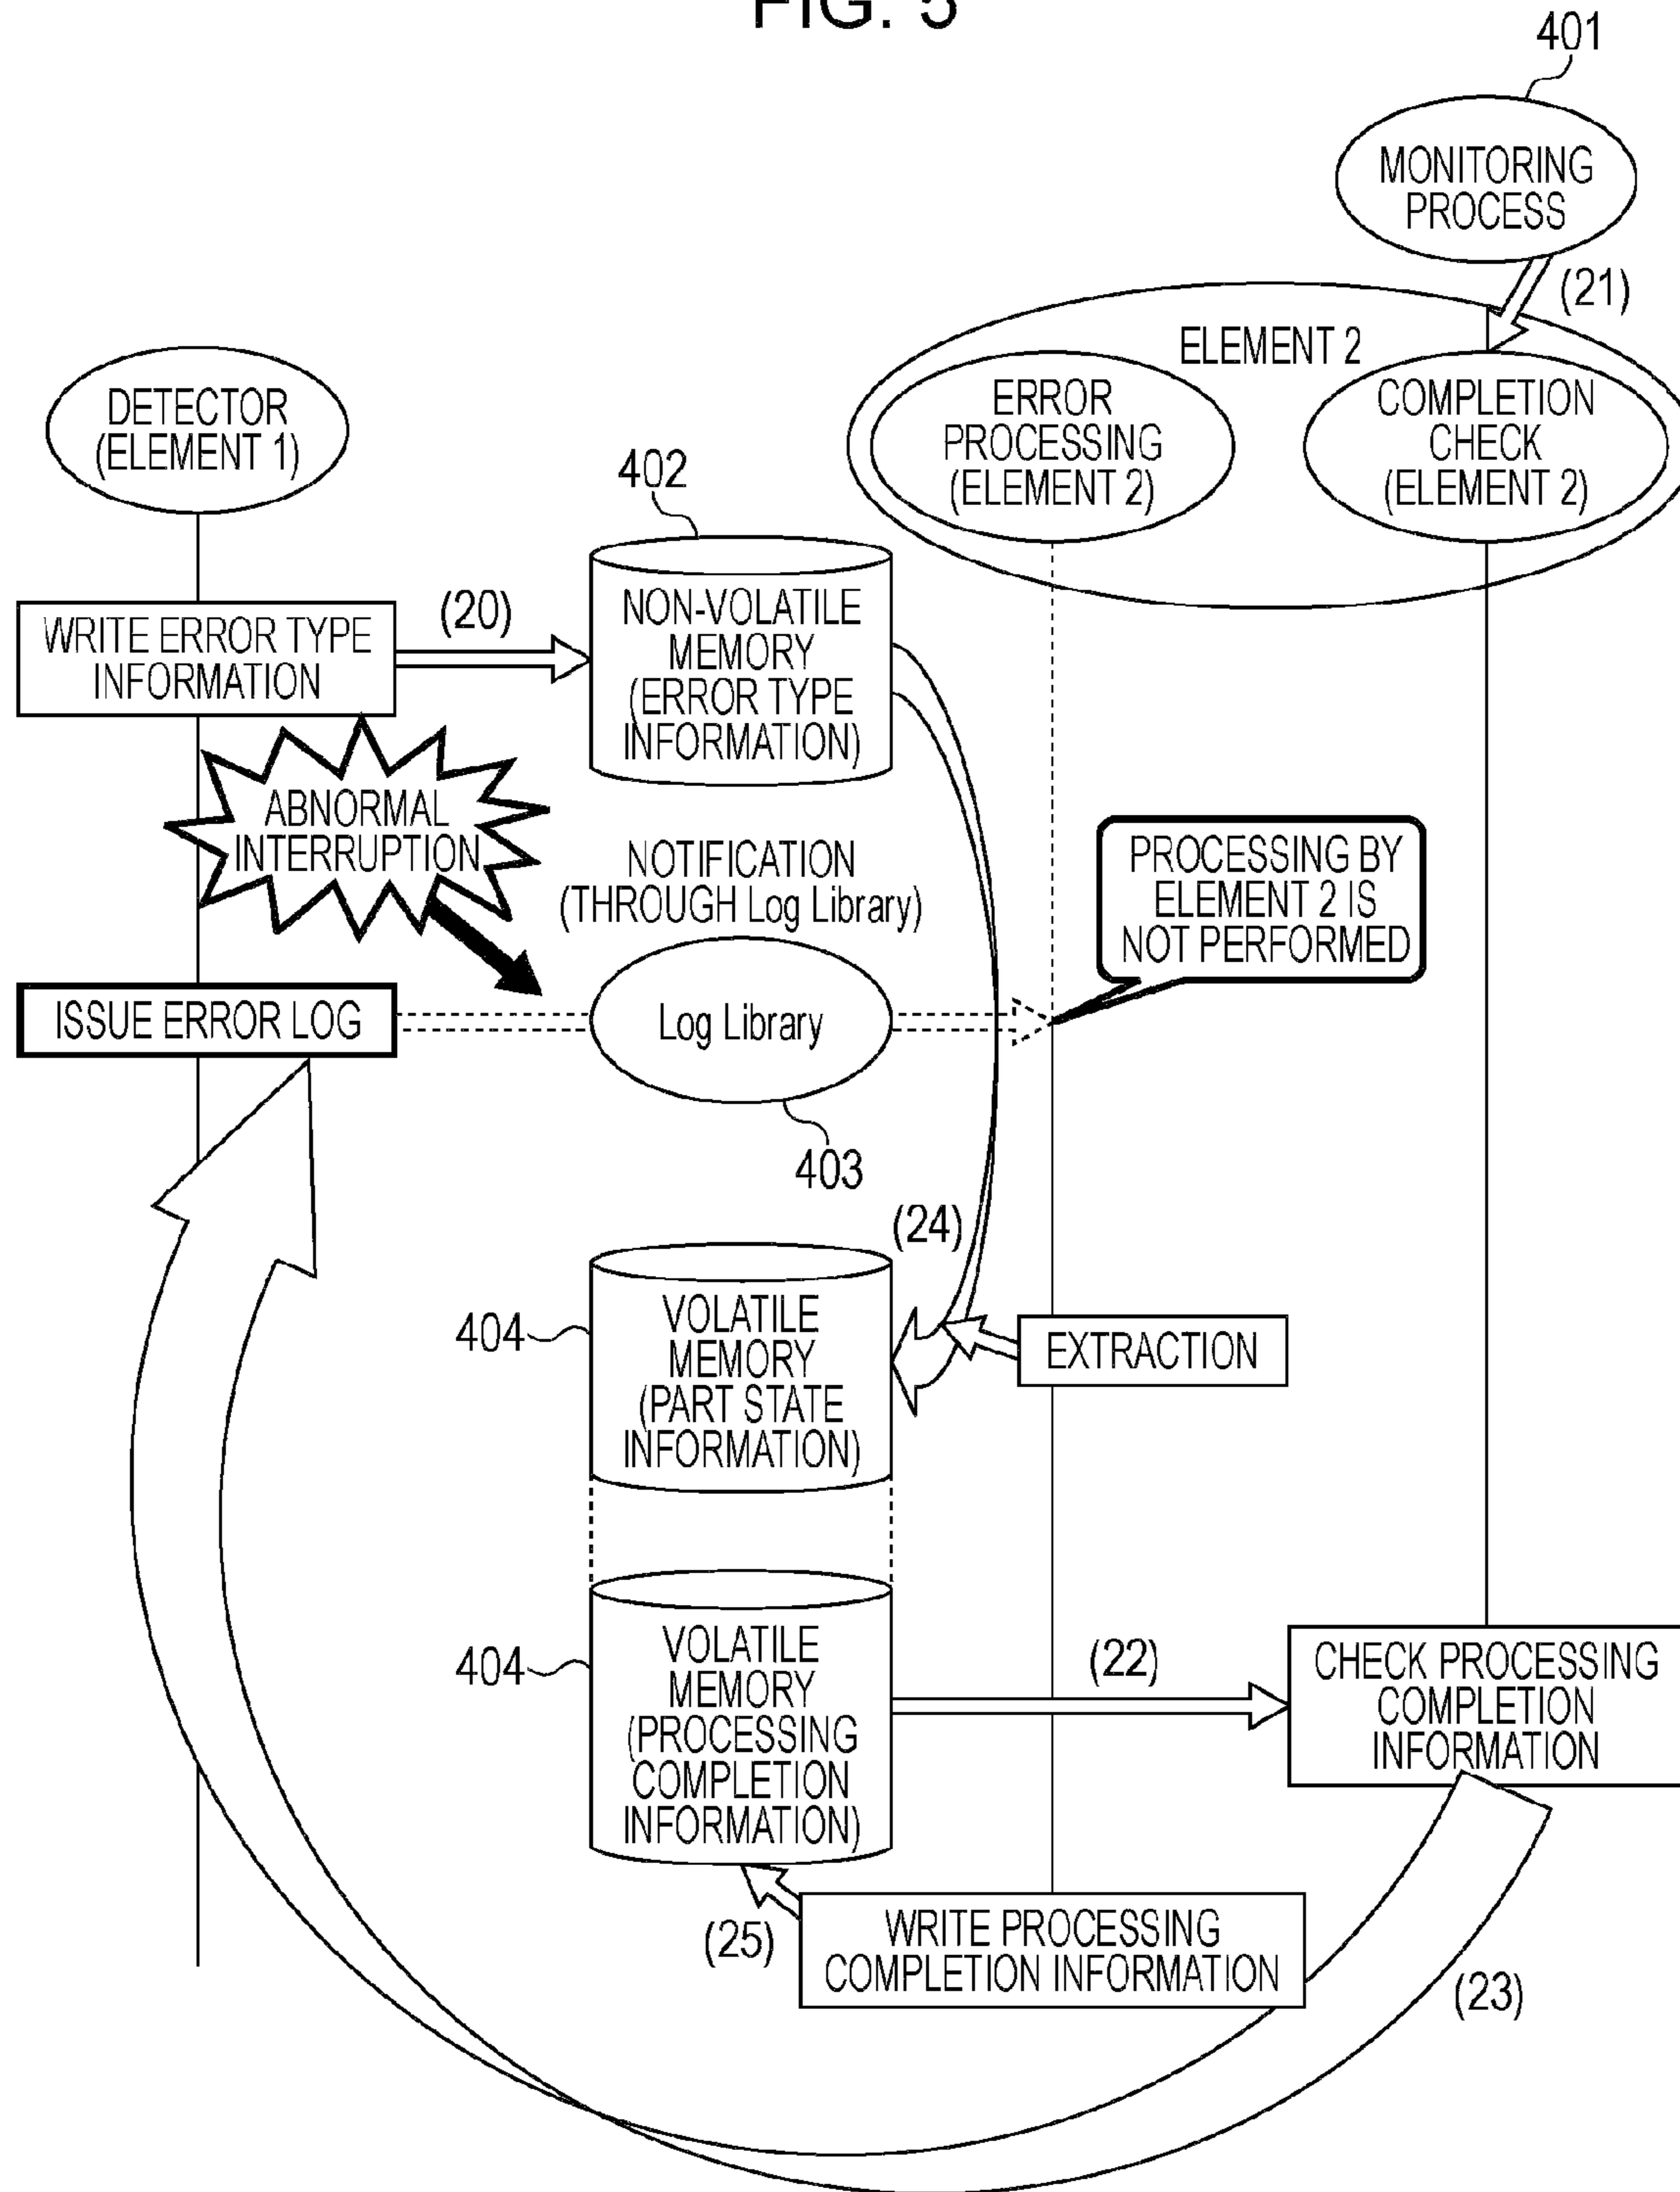 FIG. 5
401
MONITORING
PROCESS
(21)
ELEMENT 2
DETECTOR
(ELEMENT 1)
ERROR
PROCESSING
(ELEMENT 2)
COMPLETION
CHECK
(ELEMENT 2)
402
(20)
WRITE ERROR TYPE
INFORMATION
NON-VOLATILE
MEMORY
(ERROR TYPE
INFORMATION)
ABNORMAL
INTERRUPTION
NOTIFICATION
(THROUGH Log Library)
PROCESSING BY
ELEMENT 2 IS
NOT PERFORMED
ISSUE ERROR LOG
Log Library
403
(24)
404
VOLATILE
MEMORY
(PART STATE
INFORMATION)
EXTRACTION
404
VOLATILE
MEMORY
(PROCESSING
COMPLETION
INFORMATION)
(22)
CHECK PROCESSING
COMPLETION
INFORMATION
(25)
WRITE PROCESSING
COMPLETION INFORMATION
(23)